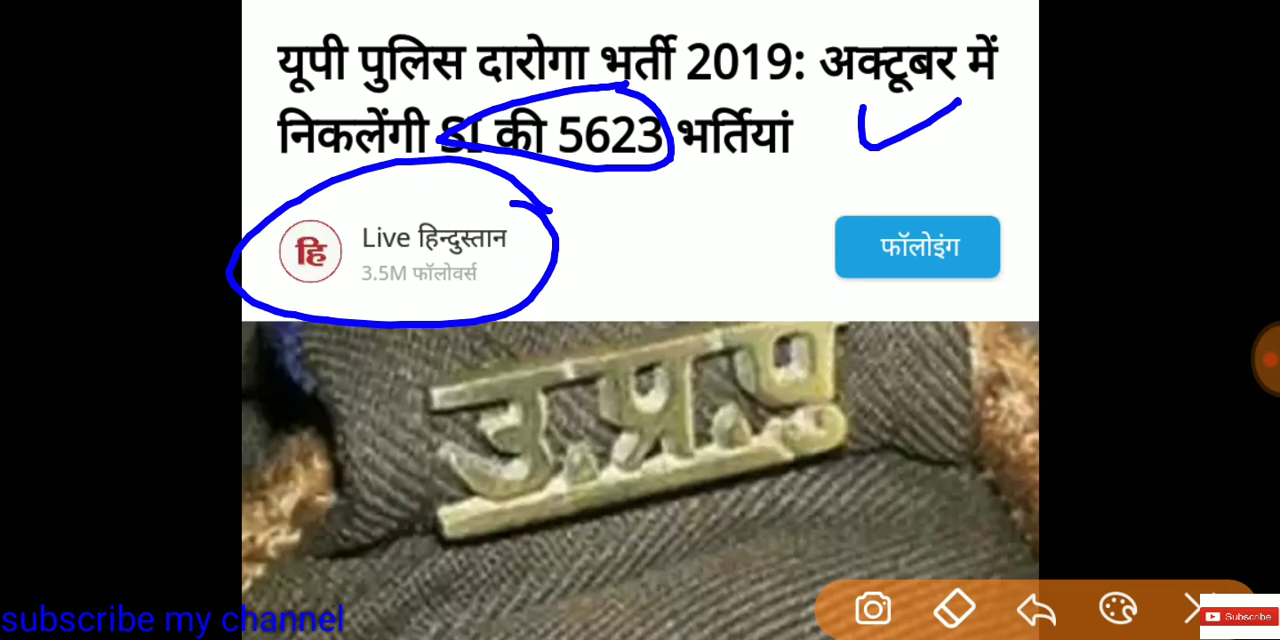 यूपी पुलिस दारोगा भर्ती 2019: अक्टूबर में
निकलेंगी SI की 5623 भर्तियां
हि
Live हिन्दुस्तान
3.5M फॉलोवर्स
फॉलोइंग
उ.प्र.पु
subscribe my channel
Subscribe